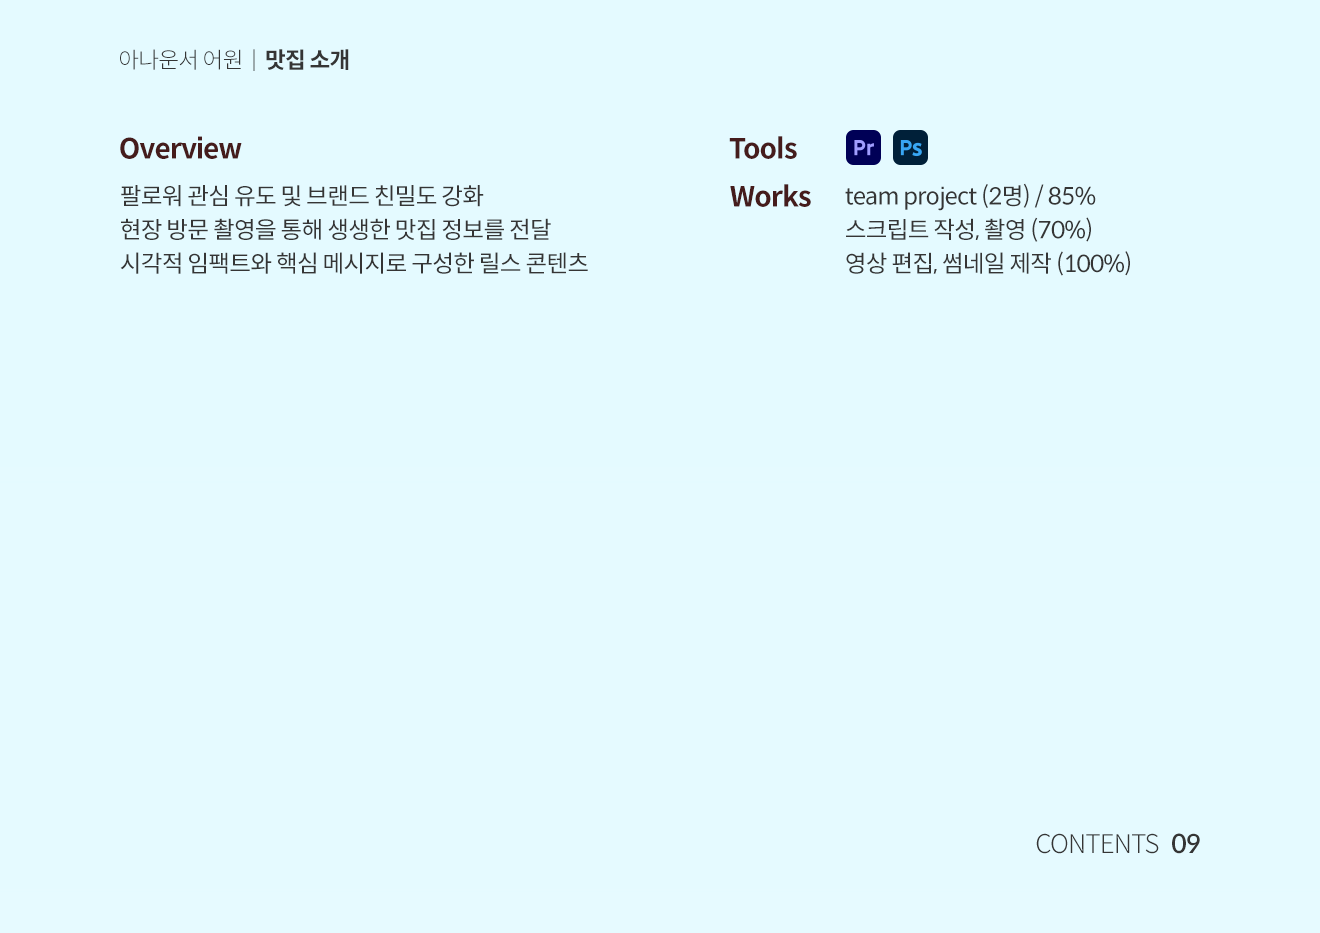 아나운서 어원 | 맛집 소개
Overview
팔로워 관심 유도 및 브랜드 친밀도 강화
현장 방문 촬영을 통해 생생한 맛집 정보를 전달
시각적 임팩트와 핵심 메시지로 구성한 릴스 콘텐츠
Tools Pr Ps
Works team project (2명) / 85%
스크립트 작성, 촬영 (70%)
영상 편집, 썸네일 제작 (100%)
CONTENTS 09